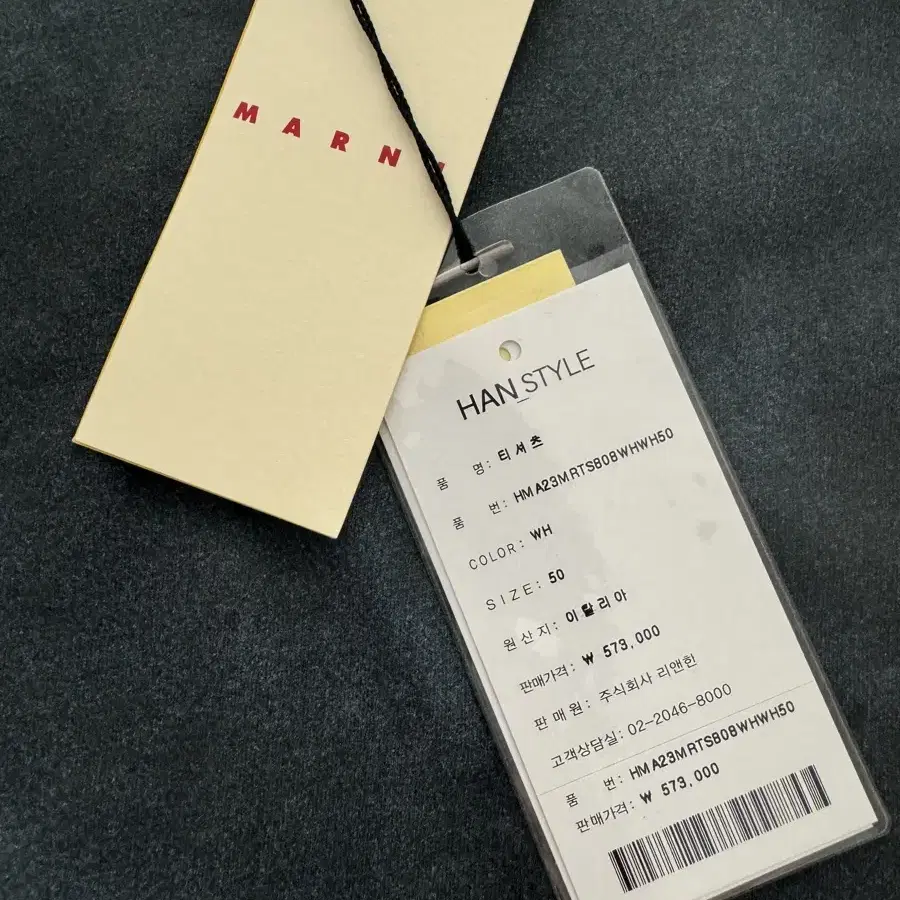 MARNI
HAN_STYLE
품 명: 티셔츠
품 번: HMA23MRTS808WHWH50
COLOR: WH
SIZE: 50
원산지: 이탈리아
판매가격: ₩ 573,000
판매원: 주식회사 리앤한
고객상담실: 02-2046-8000
품 번: HMA23MRTS808WHWH50
판매가격: ₩ 573,000